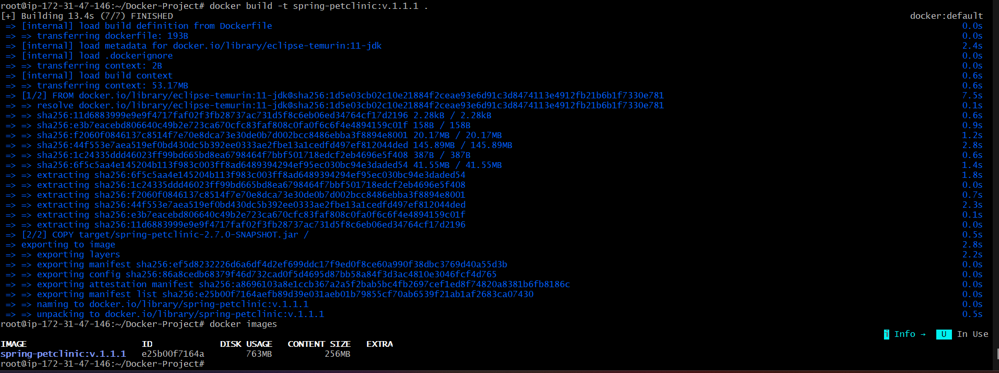 root@ip-172-31-47-146:~/Docker-Project# docker build -t spring-petclinic:v.1.1.1 .
[+] Building 13.4s (7/7) FINISHED docker:default
=> [internal] load build definition from Dockerfile 0.0s
=> => transferring dockerfile: 193B 0.0s
=> [internal] load metadata for docker.io/library/eclipse-temurin:11-jdk 2.4s
=> [internal] load .dockerignore 0.0s
=> => transferring context: 2B 0.0s
=> [internal] load build context 0.6s
=> => transferring context: 53.17MB 0.6s
=> [1/2] FROM docker.io/library/eclipse-temurin:11-jdk@sha256:1d5e03cb02c10e21884f2ceae93e6d91c3d8474113e4912fb21b6b1f7330e781 7.5s
=> => resolve docker.io/library/eclipse-temurin:11-jdk@sha256:1d5e03cb02c10e21884f2ceae93e6d91c3d8474113e4912fb21b6b1f7330e781 0.1s
=> => sha256:11d6883999e9e9f4717faf02f3fb28737ac731d5f8c6eb06ed34764cf17d2196 2.28kB / 2.28kB 0.6s
=> => sha256:e3b7eacebd806640c49b2e723ca670cfc83faf808c0fa0f6c6f4e4894159c01f 158B / 158B 0.9s
=> => sha256:f2060f0846137c8514f7e70e8dca73e30de0b7d002bcc8486ebba3f8894e8001 20.17MB / 20.17MB 1.2s
=> => sha256:44f553e7aea519ef0bd430dc5b392ee0333ae2fbe13a1cedfd497ef812044ded 145.89MB / 145.89MB 2.8s
=> => sha256:1c24335ddd46023ff99bd665bd8ea6798464f7bbf501718edcf2eb4696e5f408 387B / 387B 0.6s
=> => sha256:6f5c5aa4e145204b113f983c003ff8ad6489394294ef95ec030bc94e3daded54 41.55MB / 41.55MB 1.4s
=> => extracting sha256:6f5c5aa4e145204b113f983c003ff8ad6489394294ef95ec030bc94e3daded54 1.8s
=> => extracting sha256:1c24335ddd46023ff99bd665bd8ea6798464f7bbf501718edcf2eb4696e5f408 0.0s
=> => extracting sha256:f2060f0846137c8514f7e70e8dca73e30de0b7d002bcc8486ebba3f8894e8001 0.7s
=> => extracting sha256:44f553e7aea519ef0bd430dc5b392ee0333ae2fbe13a1cedfd497ef812044ded 2.3s
=> => extracting sha256:e3b7eacebd806640c49b2e723ca670cfc83faf808c0fa0f6c6f4e4894159c01f 0.1s
=> => extracting sha256:11d6883999e9e9f4717faf02f3fb28737ac731d5f8c6eb06ed34764cf17d2196 0.0s
=> [2/2] COPY target/spring-petclinic-2.7.0-SNAPSHOT.jar / 0.5s
=> exporting to image 2.8s
=> => exporting layers 2.2s
=> => exporting manifest sha256:ef5d8232226d6a6df4d2ef699ddc17f9ed0f8ce60a990f38dbc3769d40a55d3b 0.0s
=> => exporting config sha256:86a8cedb68379f46d732cad0f5d4695d87bb58a84f3d3ac4810e3046fcf4d765 0.0s
=> => exporting attestation manifest sha256:a8696103a8e1ccb367a2a5f2bab5bc4fb2697cef1ed8f74820a8381b6fb8186c 0.0s
=> => exporting manifest list sha256:e25b00f7164aefb89d39e031aeb01b79855cf70ab6539f21ab1af2683ca07430 0.0s
=> => naming to docker.io/library/spring-petclinic:v.1.1.1 0.0s
=> => unpacking to docker.io/library/spring-petclinic:v.1.1.1 0.5s
root@ip-172-31-47-146:~/Docker-Project# docker images
i Info → U In Use
IMAGE ID DISK USAGE CONTENT SIZE EXTRA
spring-petclinic:v.1.1.1 e25b00f7164a 763MB 256MB
root@ip-172-31-47-146:~/Docker-Project#